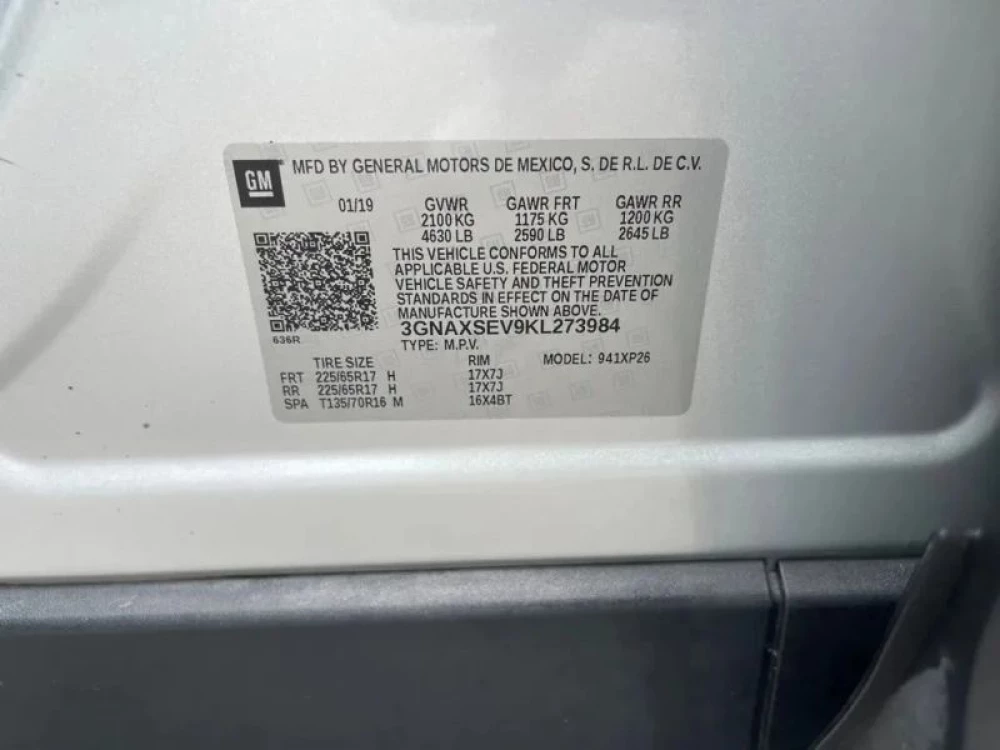 GM MFD BY GENERAL MOTORS DE MEXICO, S. DE R.L. DE C.V.
01/19 GVWR GAWR FRT GAWR RR
2100 KG 1175 KG 1200 KG
4630 LB 2590 LB 2645 LB
THIS VEHICLE CONFORMS TO ALL
APPLICABLE U.S. FEDERAL MOTOR
VEHICLE SAFETY AND THEFT PREVENTION
STANDARDS IN EFFECT ON THE DATE OF
MANUFACTURE SHOWN ABOVE.
3GNAXSEV9KL273984
636R
TYPE: M.P.V.
TIRE SIZE RIM MODEL: 941XP26
FRT 225/65R17 H 17X7J
RR 225/65R17 H 17X7J
SPA T135/70R16 M 16X4BT